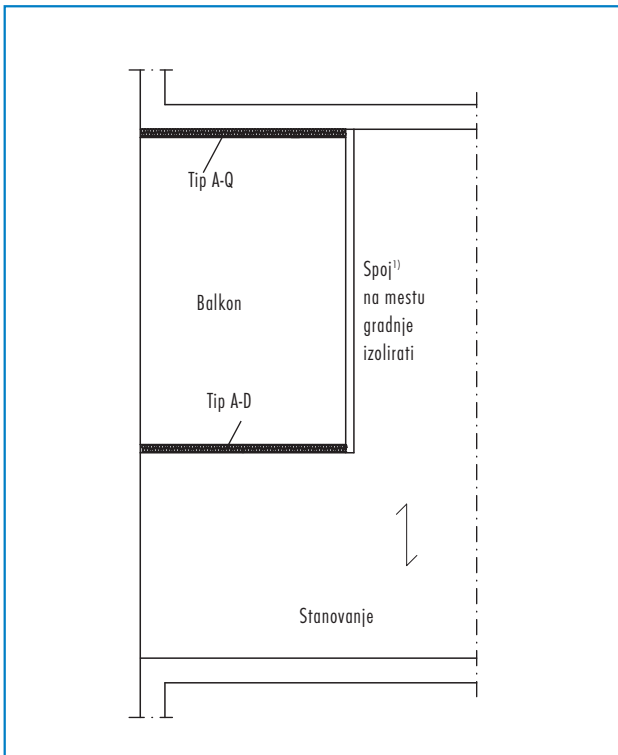 Tip A-Q
Spoj¹⁾
na mestu
gradnje
izolirati
Balkon
Tip A-D
Stanovanje